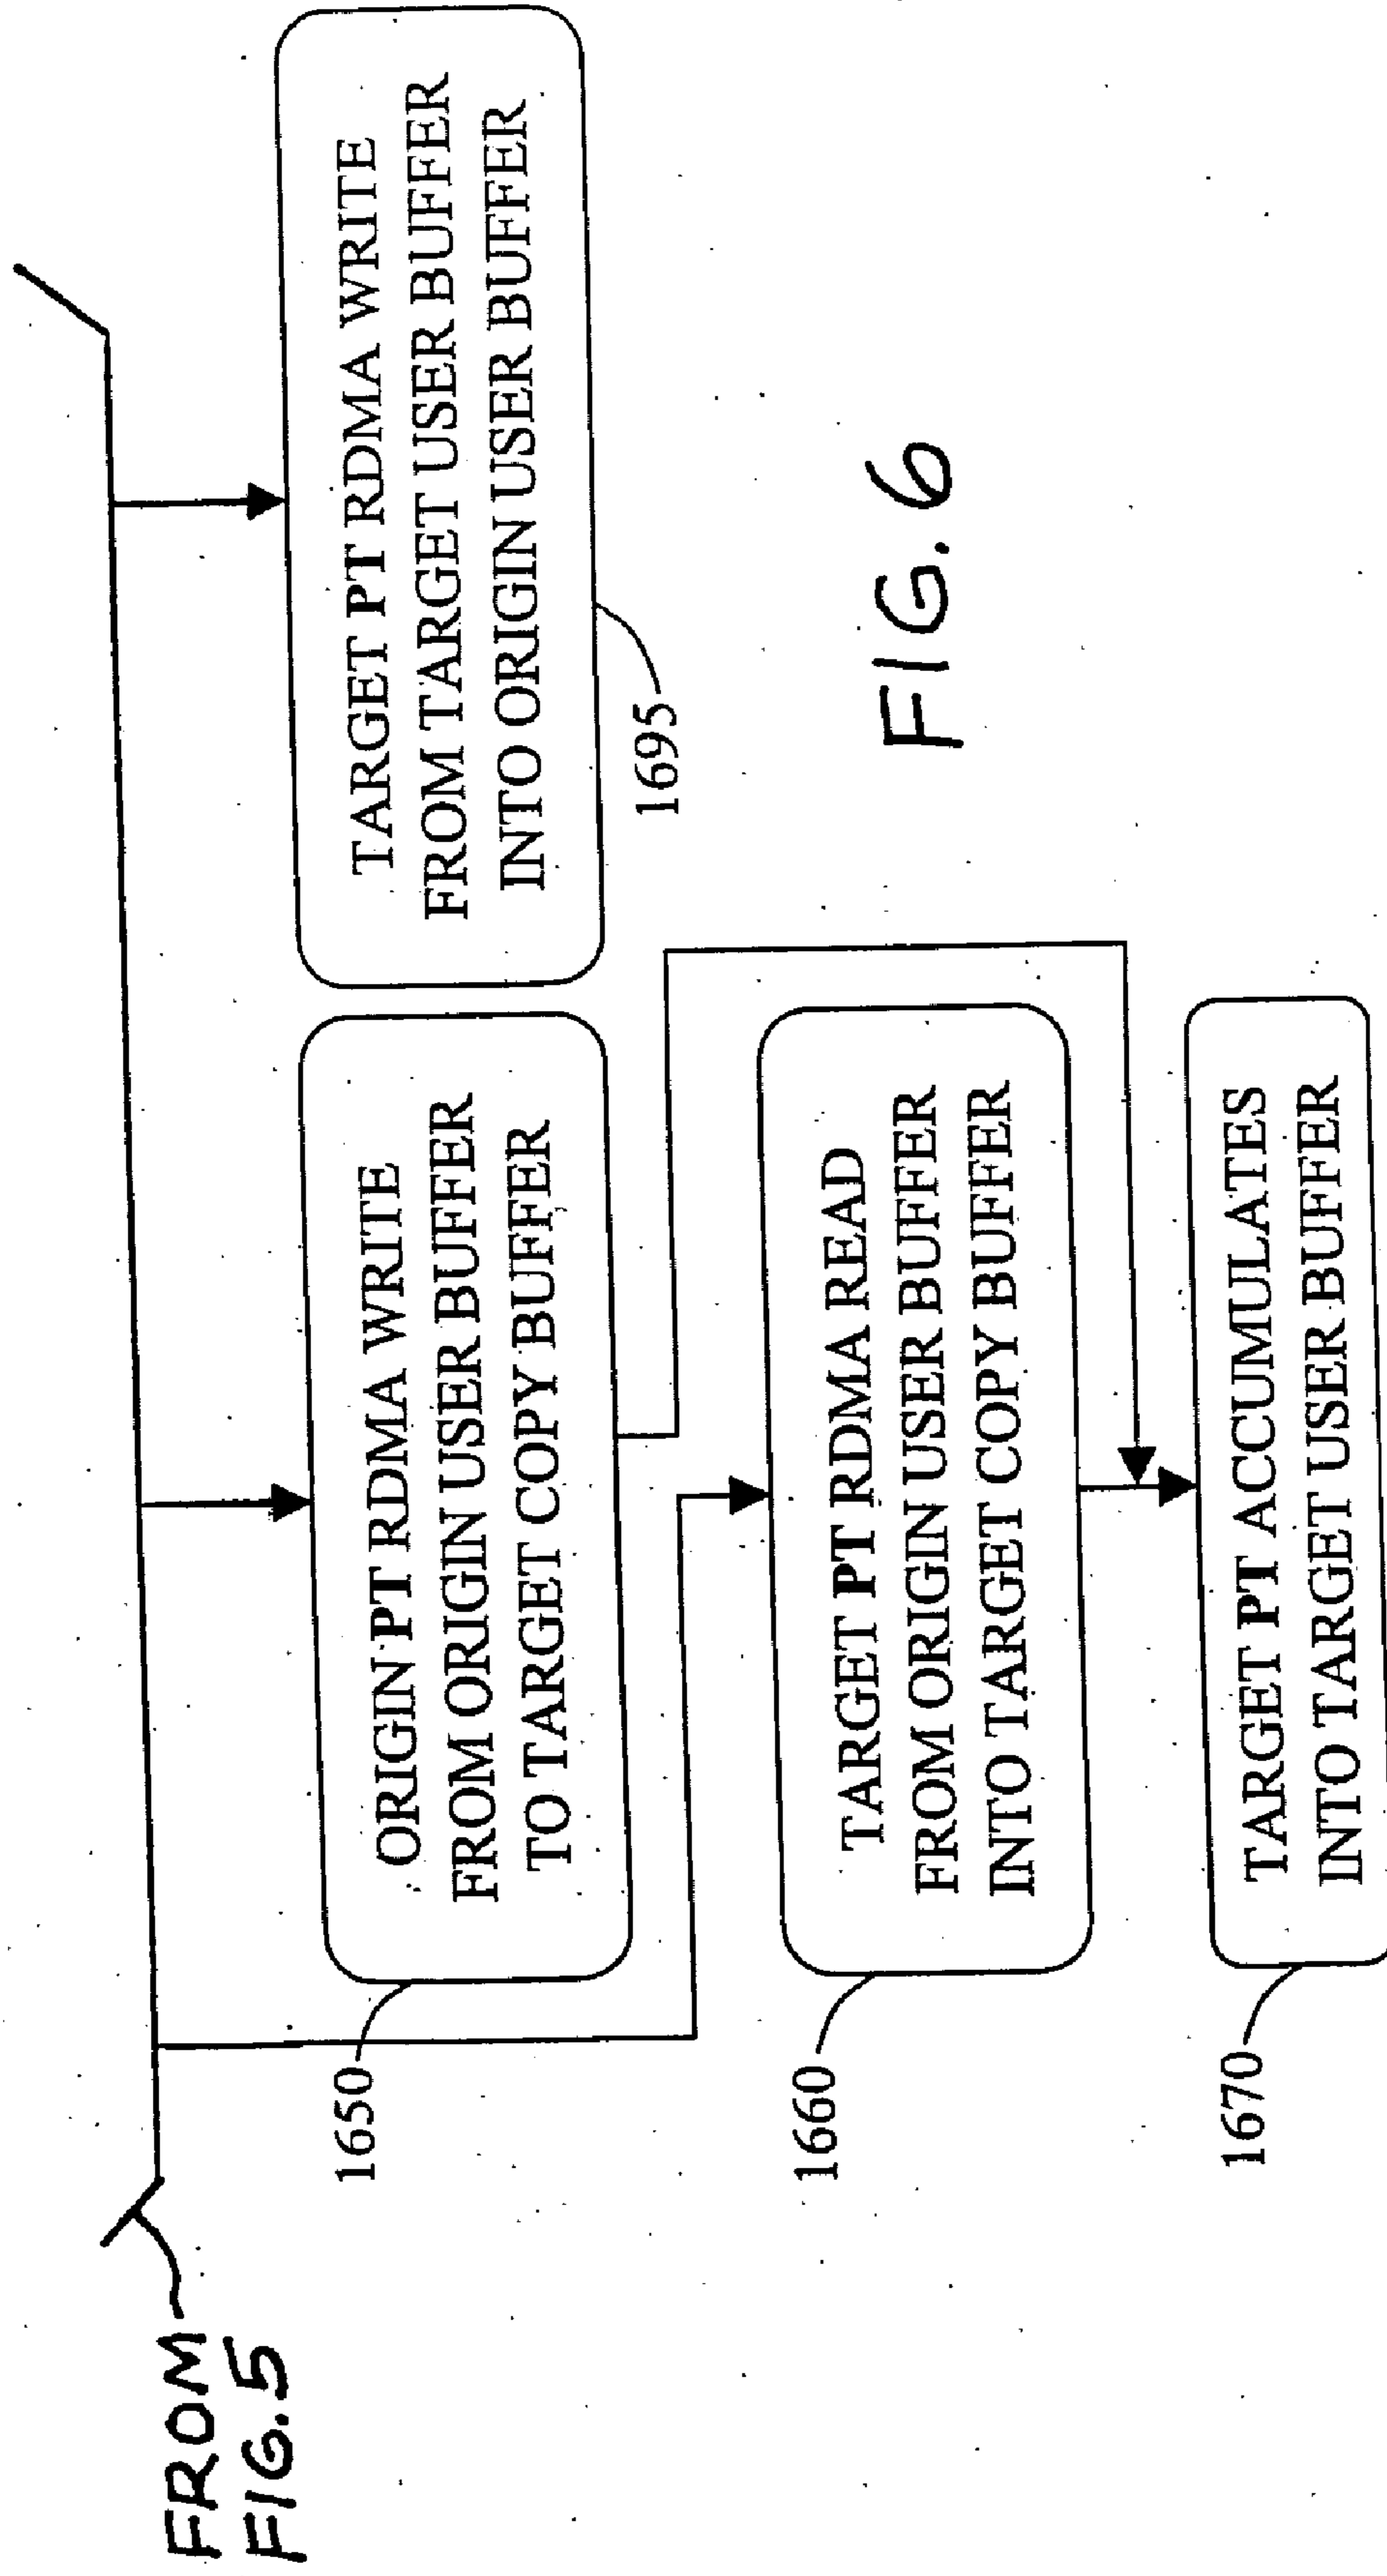 FROM
FIG. 5
1650
ORIGIN PT RDMA WRITE
FROM ORIGIN USER BUFFER
TO TARGET COPY BUFFER
TARGET PT RDMA WRITE
FROM TARGET USER BUFFER
INTO ORIGIN USER BUFFER
1695
1660
TARGET PT RDMA READ
FROM ORIGIN USER BUFFER
INTO TARGET COPY BUFFER
1670
TARGET PT ACCUMULATES
INTO TARGET USER BUFFER
FIG. 6